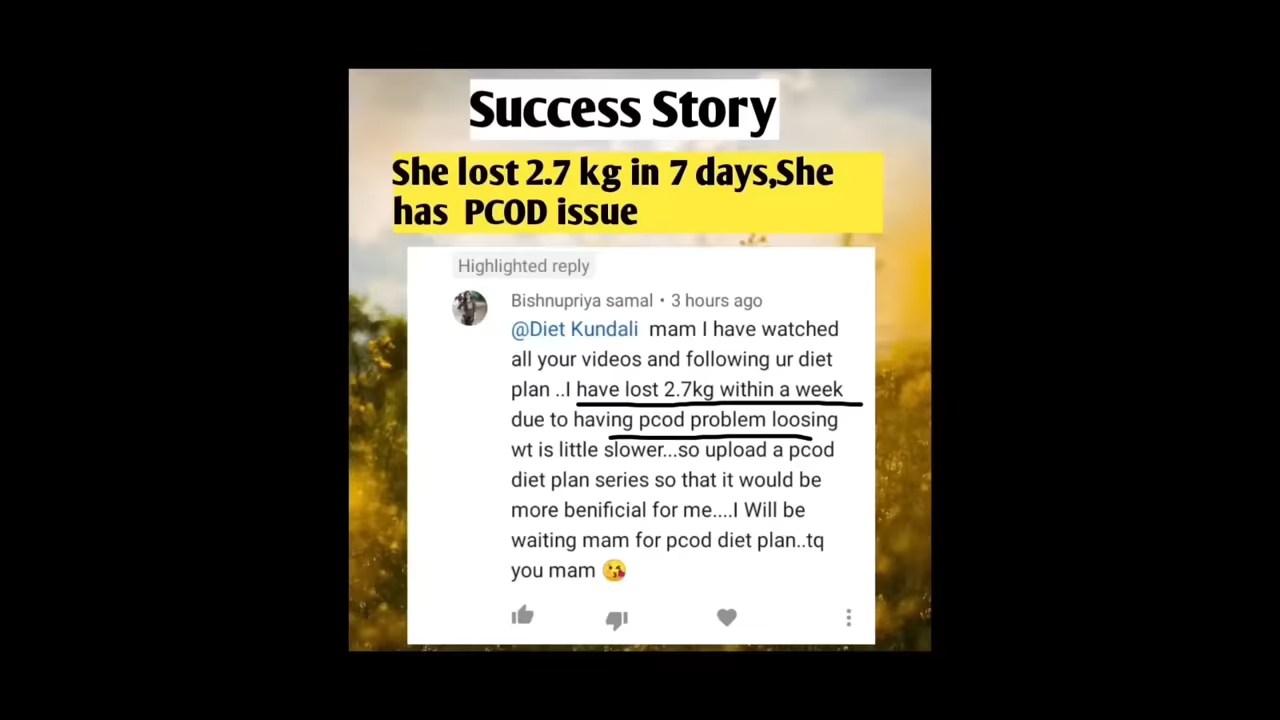 Success Story
She lost 2.7 kg in 7 days,She
has PCOD issue
Highlighted reply
Bishnupriya samal • 3 hours ago
@Diet Kundali mam I have watched
all your videos and following ur diet
plan ..I have lost 2.7kg within a week
due to having pcod problem loosing
wt is little slower...so upload a pcod
diet plan series so that it would be
more benificial for me....I Will be
waiting mam for pcod diet plan..tq
you mam 😘